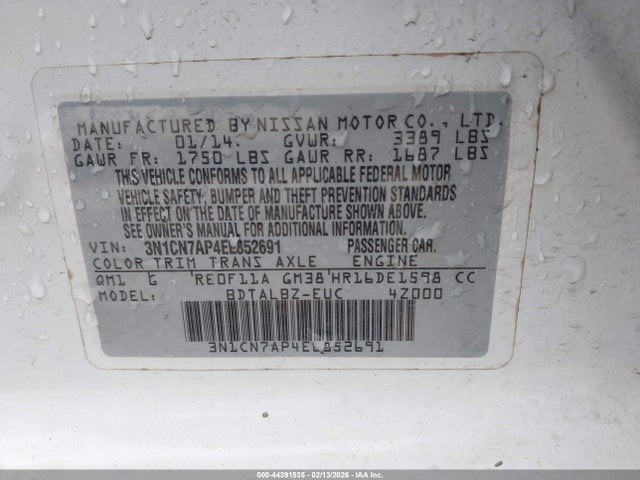 MANUFACTURED BY NISSAN MOTOR CO., LTD.
DATE: 01/14 GVWR: 3389 LBS
GAWR FR: 1750 LBS GAWR RR: 1687 LBS
THIS VEHICLE CONFORMS TO ALL APPLICABLE FEDERAL MOTOR
VEHICLE SAFETY, BUMPER AND THEFT PREVENTION STANDARDS
IN EFFECT ON THE DATE OF MANUFACTURE SHOWN ABOVE.
SEE OWNER'S MANUAL FOR ADDITIONAL INFORMATION
VIN: 3N1CN7AP4EL852691 PASSENGER CAR.
COLOR TRIM TRANS AXLE ENGINE
QM1 G RE0F11A GM38 HR16DE1598 CC
MODEL: BDTALBZ-EUC 4Z000
3N1CN7AP4EL852691
000-44391535 - 02/13/2026 - IAA Inc.